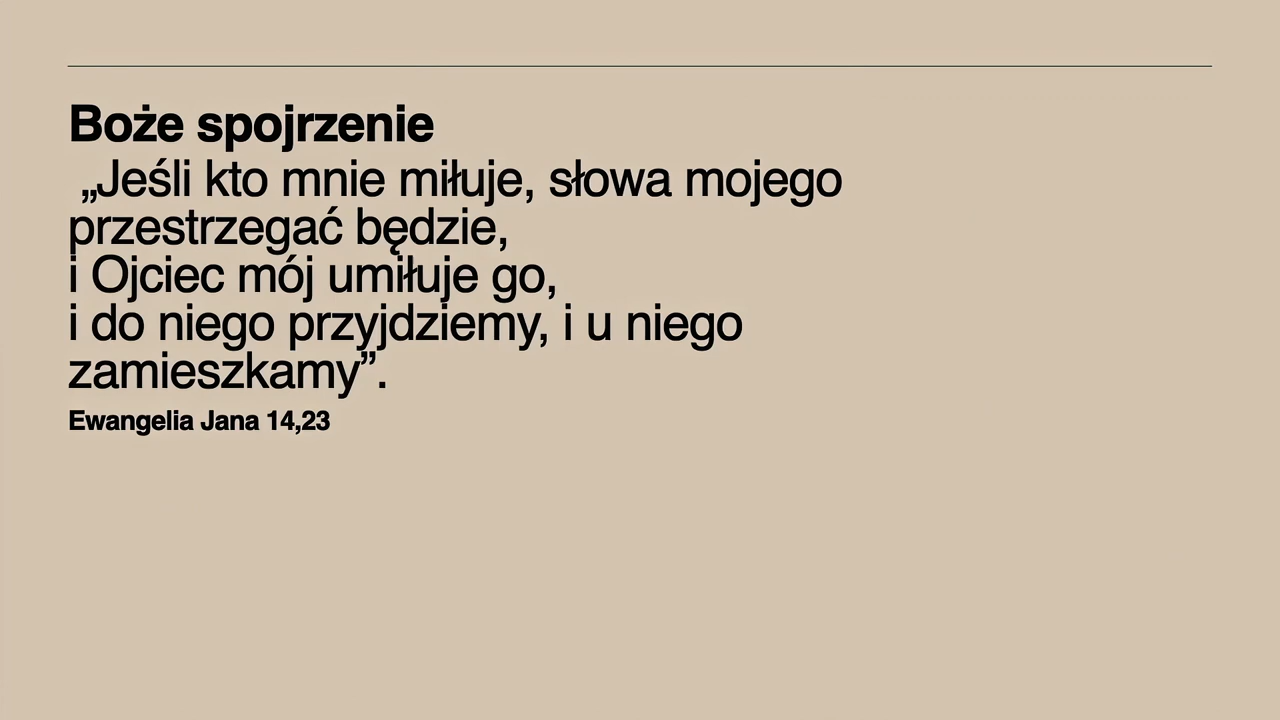 Boże spojrzenie
„Jeśli kto mnie miłuje, słowa mojego
przestrzegać będzie,
i Ojciec mój umiłuje go,
i do niego przyjdziemy, i u niego
zamieszkamy”.
Ewangelia Jana 14,23